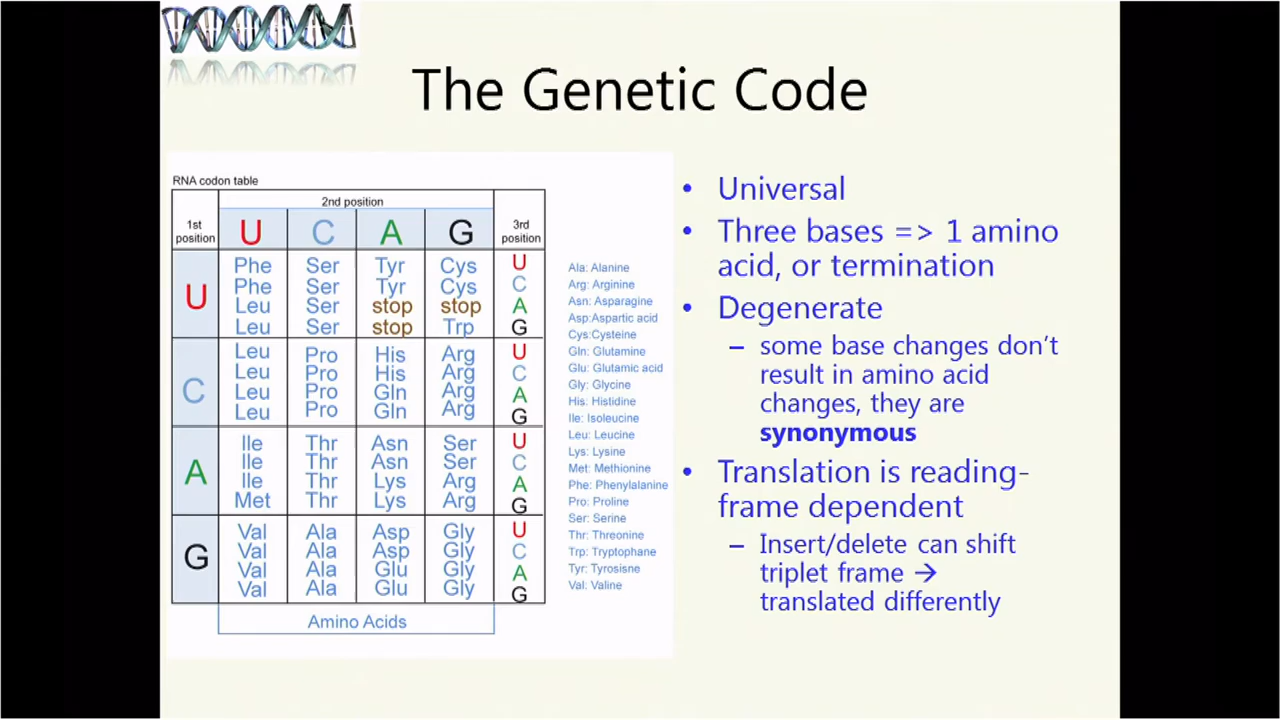 The Genetic Code
RNA codon table
2nd position
1st position U C A G 3rd position
U
Phe Ser Tyr Cys U
Phe Ser Tyr Cys C
Leu Ser stop stop A
Leu Ser stop Trp G
C
Leu Pro His Arg U
Leu Pro His Arg C
Leu Pro Gln Arg A
Leu Pro Gln Arg G
A
Ile Thr Asn Ser U
Ile Thr Asn Ser C
Ile Thr Lys Arg A
Met Thr Lys Arg G
G
Val Ala Asp Gly U
Val Ala Asp Gly C
Val Ala Glu Gly A
Val Ala Glu Gly G
Amino Acids
Ala: Alanine
Arg: Arginine
Asn: Asparagine
Asp:Aspartic acid
Cys:Cysteine
Gln: Glutamine
Glu: Glutamic acid
Gly: Glycine
His: Histidine
Ile: Isoleucine
Leu: Leucine
Lys: Lysine
Met: Methionine
Phe: Phenylalanine
Pro: Proline
Ser: Serine
Thr: Threonine
Trp: Tryptophane
Tyr: Tyrosisne
Val: Valine
• Universal
• Three bases => 1 amino
acid, or termination
• Degenerate
– some base changes don't
result in amino acid
changes, they are
synonymous
• Translation is reading-
frame dependent
– Insert/delete can shift
triplet frame →
translated differently